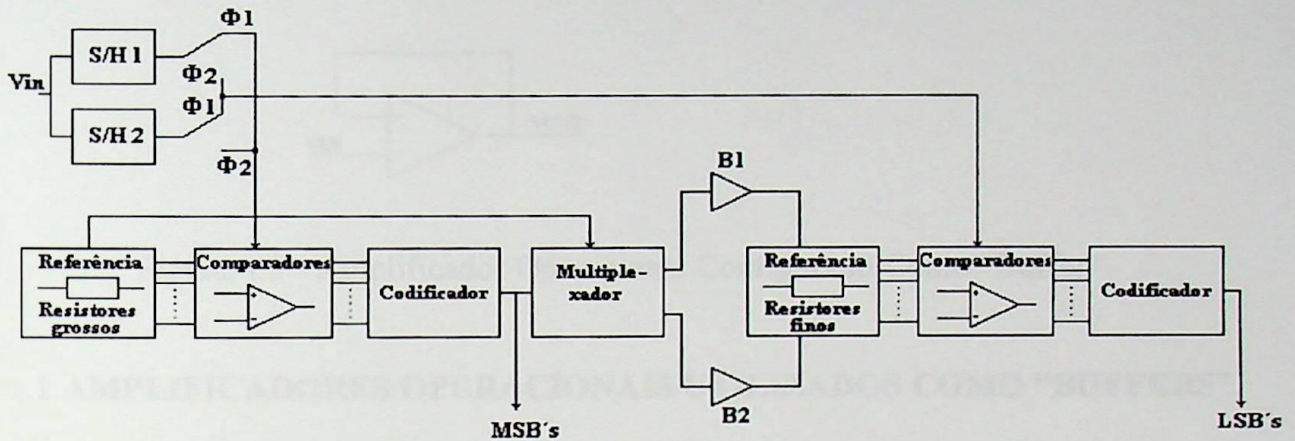 Φ1
S/H 1
Vin
Φ2
Φ1
S/H 2
Φ2
B1
Referência
Resistores
grossos
Comparadores
+
Codificador
Multiple-
xador
Referência
Resistores
finos
Comparadores
+
Codificador
MSB´s
B2
LSB´s